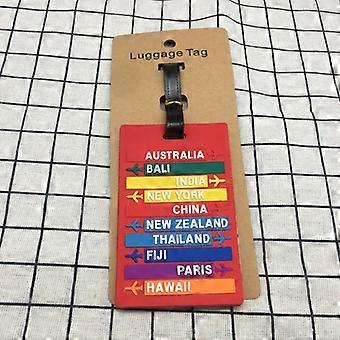 Luggage Tag
AUSTRALIA
BALI
INDIA
NEW YORK
CHINA
NEW ZEALAND
THAILAND
FIJI
PARIS
HAWAII